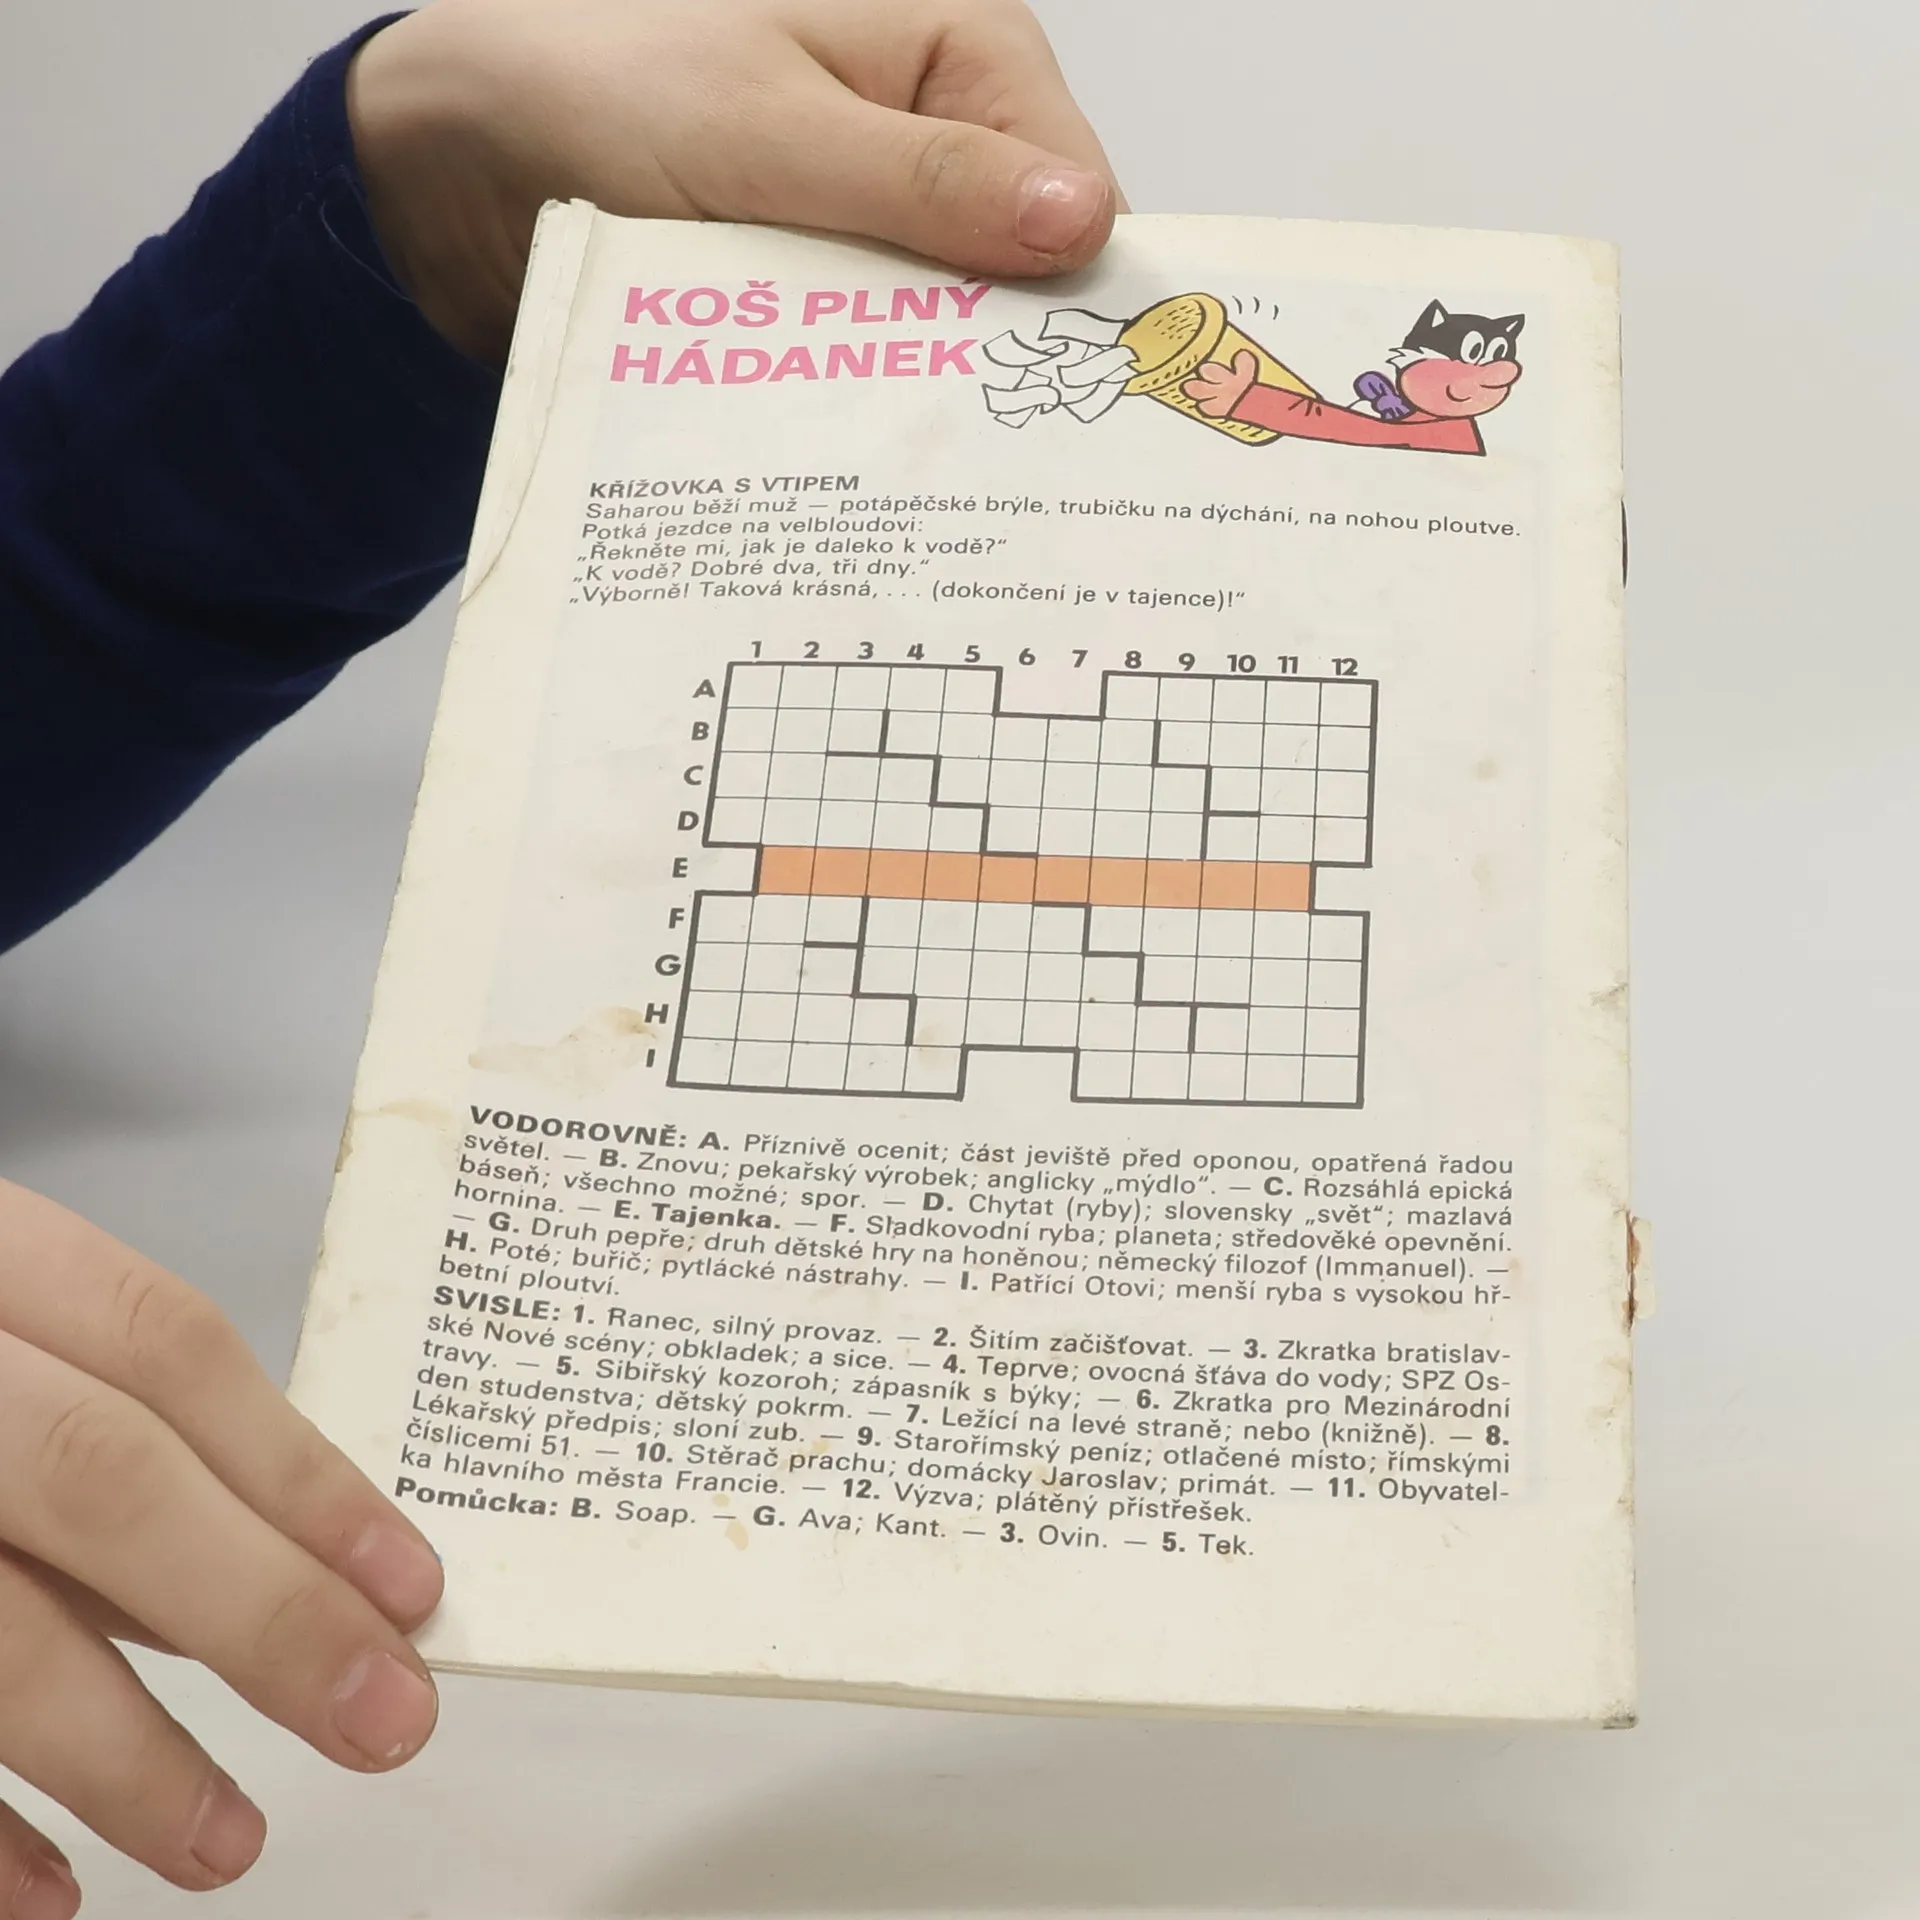 KOŠ PLNÝ
HÁDANEK
KŘÍŽOVKA S VTIPEM
Saharou běží muž — potápěčské brýle, trubičku na dýchání, na nohou ploutve.
Potká jezdce na velbloudovi:
„Řekněte mi, jak je daleko k vodě?“
„K vodě? Dobré dva, tři dny.“
„Výborně! Taková krásná, . . . (dokončení je v tajence)!“
1 2 3 4 5 6 7 8 9 10 11 12
A
B
C
D
E
F
G
H
I
VODOROVNĚ: A. Příznivě ocenit; část jeviště před oponou, opatřená řadou
světel. — B. Znovu; pekařský výrobek; anglicky „mýdlo“. — C. Rozsáhlá epická
báseň; všechno možné; spor. — D. Chytat (ryby); slovensky „svět“; mazlavá
hornina. — E. Tajenka. — F. Sladkovodní ryba; planeta; středověké opevnění.
— G. Druh pepře; druh dětské hry na honěnou; německý filozof (Immanuel). —
H. Poté; buřič; pytlácké nástrahy. — I. Patřící Otovi; menší ryba s vysokou hř-
betní ploutví.
SVISLE: 1. Ranec, silný provaz. — 2. Šitím začišťovat. — 3. Zkratka bratislav-
ské Nové scény; obkladek; a sice. — 4. Teprve; ovocná šťáva do vody; SPZ Os-
travy. — 5. Sibiřský kozoroh; zápasník s býky; — 6. Zkratka pro Mezinárodní
den studenstva; dětský pokrm. — 7. Ležící na levé straně; nebo (knižně). — 8.
Lékařský předpis; sloní zub. — 9. Starořímský peníz; otlačené místo; římskými
číslicemi 51. — 10. Stěrač prachu; domácky Jaroslav; primát. — 11. Obyvatel-
ka hlavního města Francie. — 12. Výzva; plátěný přístřešek.
Pomůcka: B. Soap. — G. Ava; Kant. — 3. Ovin. — 5. Tek.